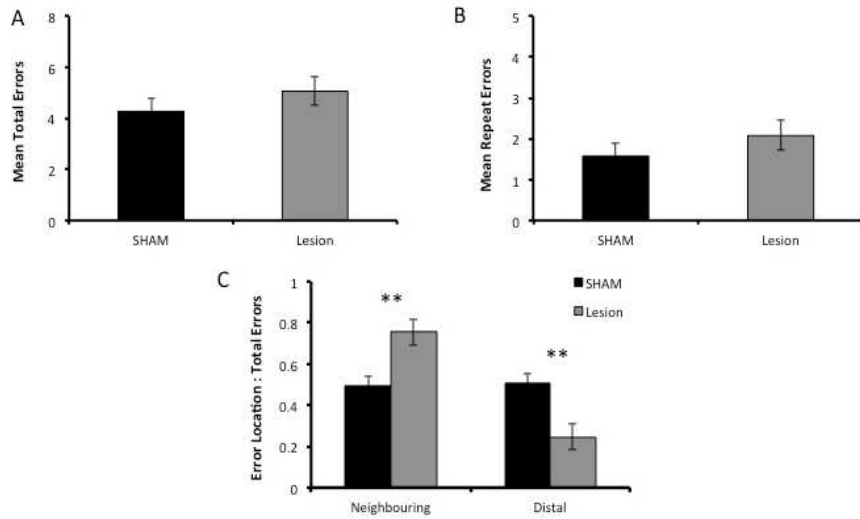 A
Mean Total Errors
8
6
4
2
0
SHAM Lesion
B
Mean Repeat Errors
5
4
3
2
1
0
SHAM Lesion
C
Error Location : Total Errors
1
0.8
0.6
0.4
0.2
0
**
**
SHAM
Lesion
Neighbouring Distal